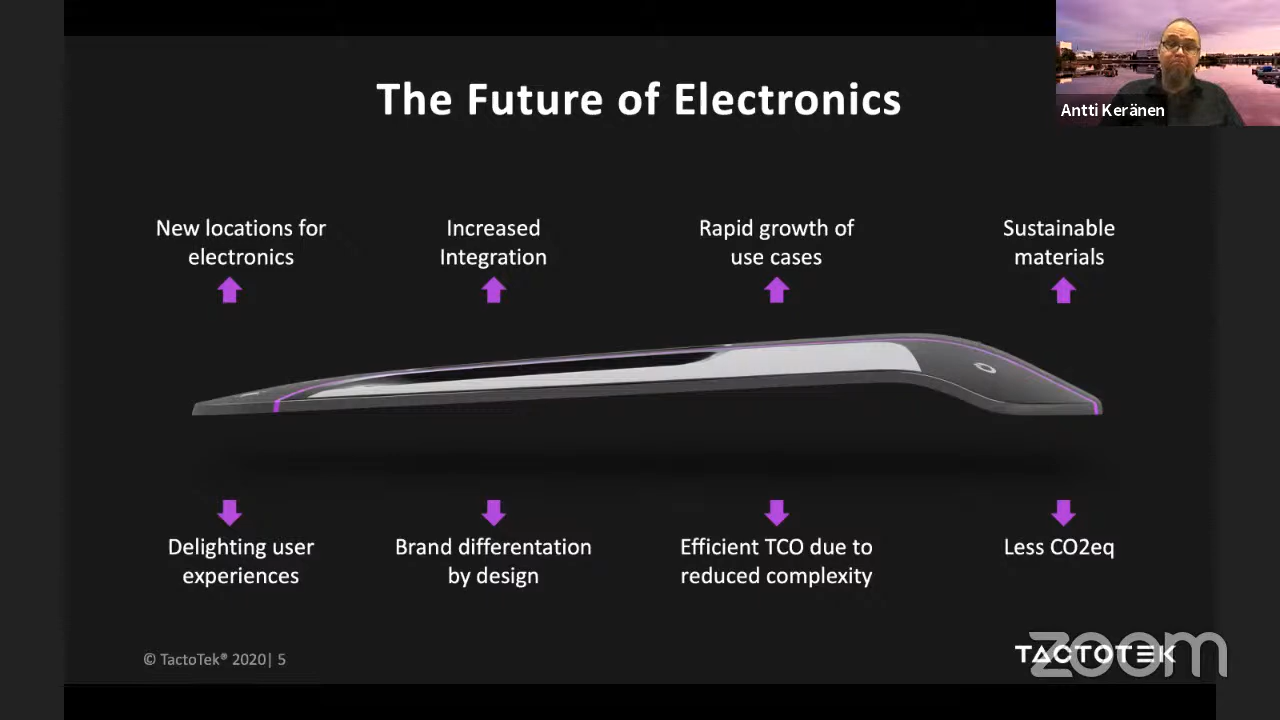 The Future of Electronics
Antti Keränen
New locations for
electronics
Increased
Integration
Rapid growth of
use cases
Sustainable
materials
Delighting user
experiences
Brand differentation
by design
Efficient TCO due to
reduced complexity
Less CO2eq
© TactoTek® 2020| 5
TACTOTEK
zoom